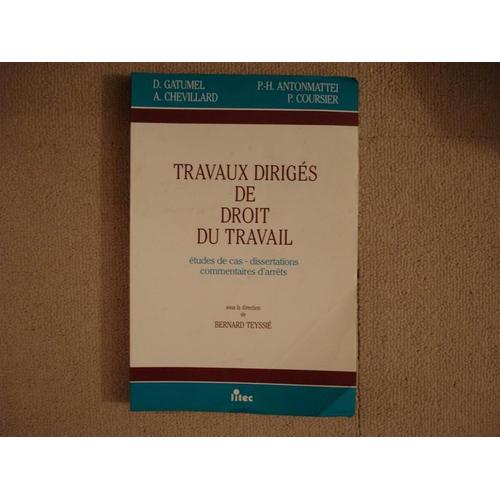 D. GATUMEL P.-H. ANTONMATTEI
A. CHEVILLARD P. COURSIER
TRAVAUX DIRIGÉS
DE
DROIT
DU TRAVAIL
études de cas - dissertations
commentaires d'arrêts
sous la direction
de
BERNARD TEYSSIÉ
litec